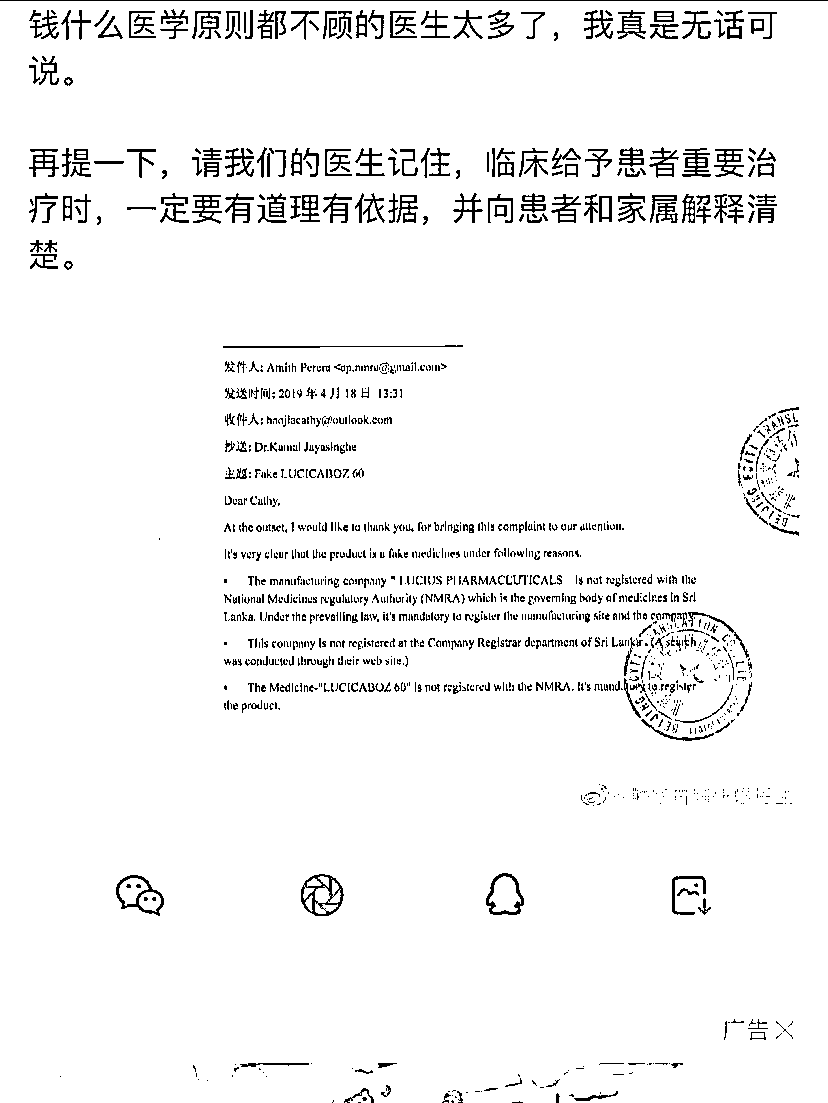 钱什么医学原则都不顾的医生太多了，我真是无话可
说。
再提一下，请我们的医生记住，临床给予患者重要治
疗时，一定要有道理有依据，并向患者和家属解释清
楚。
发件人: Amith Perera <ap.nmra@gmail.com>
发送时间: 2019 年 4 月 18 日 13:31
收件人: haojiacathy@outlook.com
抄送: Dr.Kamal Jayasinghe
主题: Fake LUCICABOZ 60
Dear Cathy,
At the outset, I would like to thank you, for bringing this complaint to our attention.
It's very clear that the product is a fake medicines under following reasons.
• The manufacturing company " LUCIUS PHARMACEUTICALS is not registered with the
National Medicines regulatory Authority (NMRA) which is the governing body of medicines in Sri
Lanka. Under the prevailing law, it's mandatory to register the manufacturing site and the company.
• This company is not registered at the Company Registrar department of Sri Lanka. (A search
was conducted through their web site.)
• The Medicine-"LUCICABOZ 60" is not registered with the NMRA. It's mandatory to register
the product.
BEIJING ECITI TRANS
BEIJING ECITI TRANSLATION CO., LTD
广告